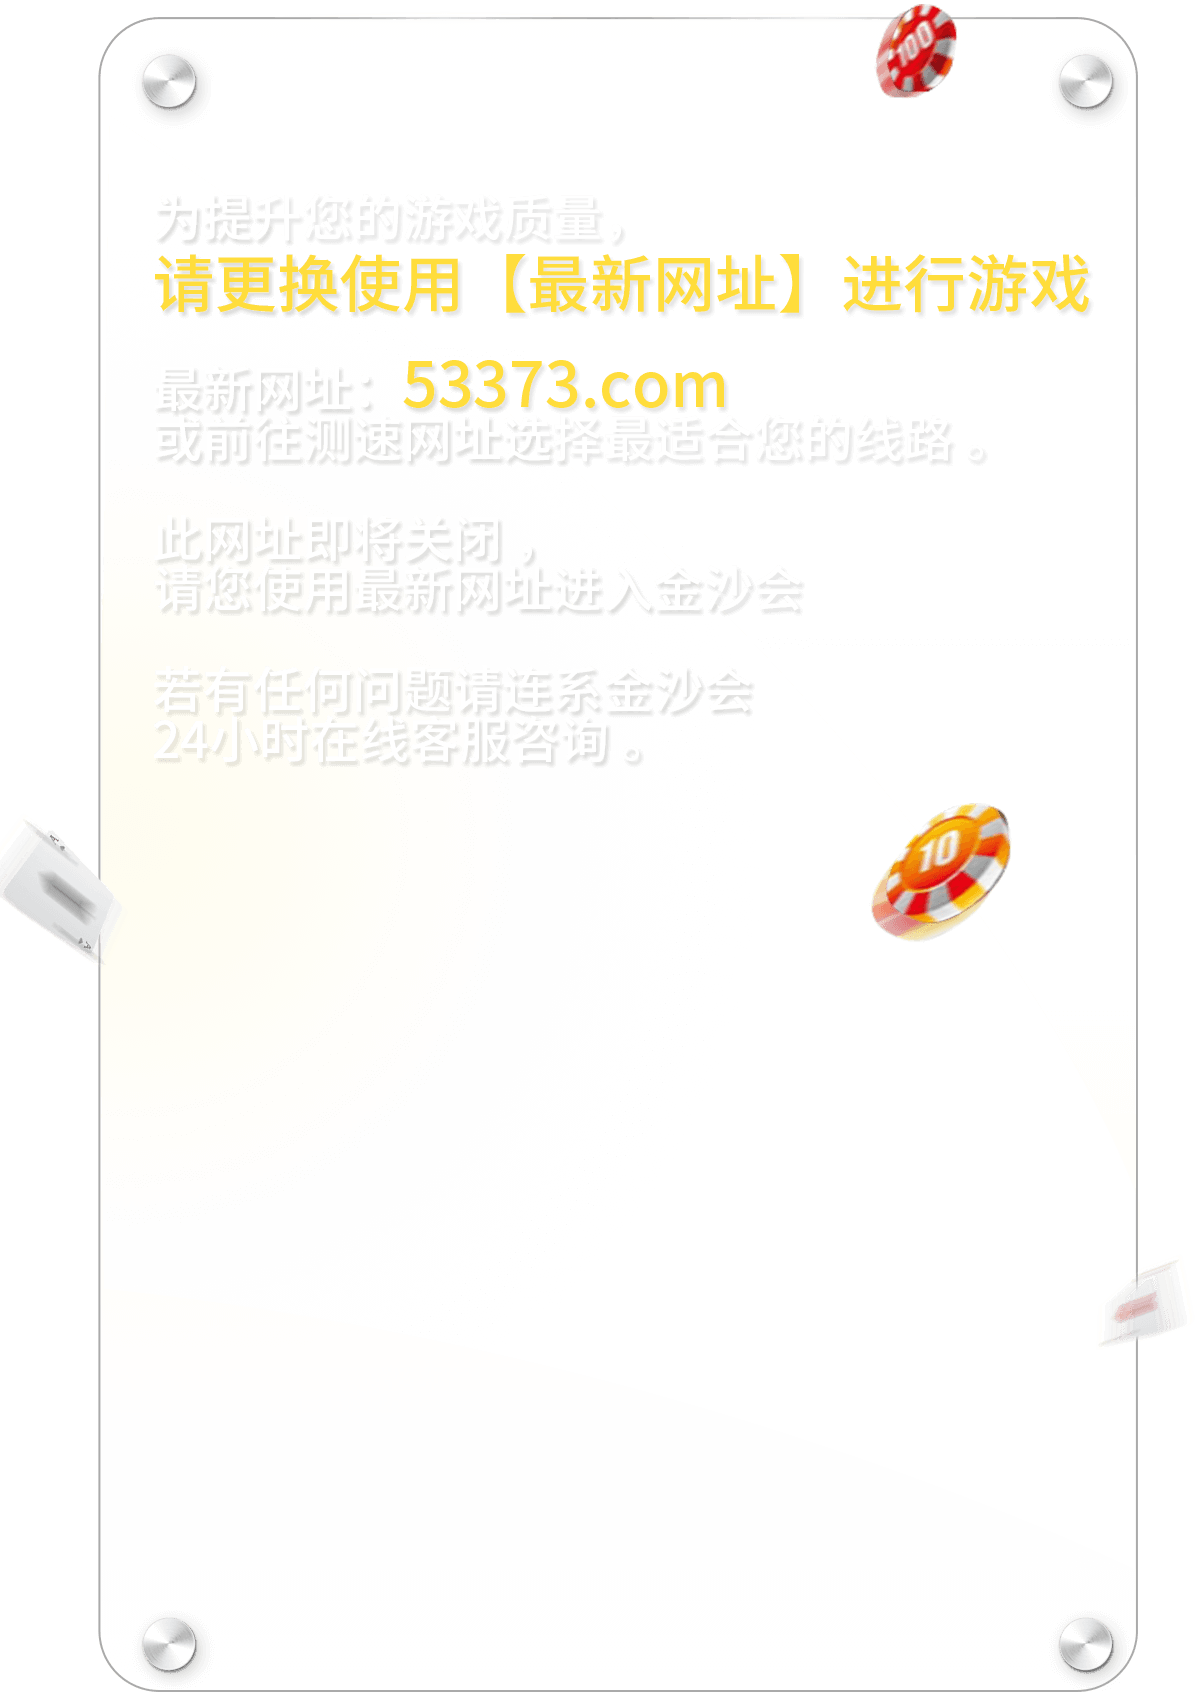 100
为提升您的游戏质量，
请更换使用【最新网址】进行游戏
最新网址：53373.com
或前往测速网址选择最适合您的线路。
此网址即将关闭，
请您使用最新网址进入金沙会
若有任何问题请连系金沙会
24小时在线客服咨询。
10